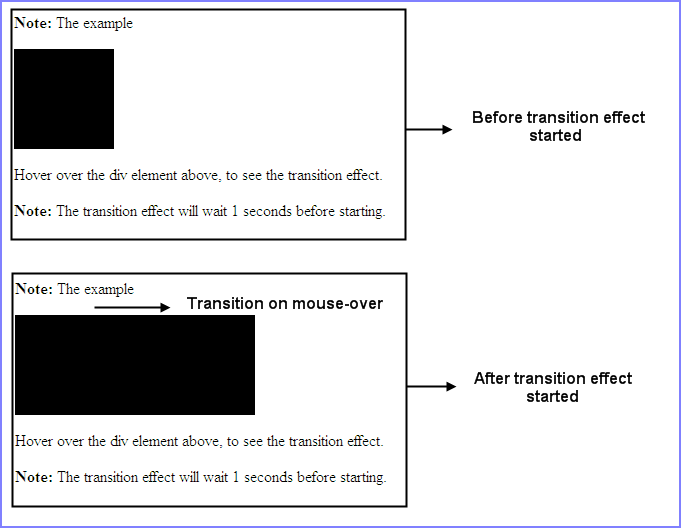 Note: The example
Before transition effect
started
Hover over the div element above, to see the transition effect.
Note: The transition effect will wait 1 seconds before starting.
Note: The example
Transition on mouse-over
After transition effect
started
Hover over the div element above, to see the transition effect.
Note: The transition effect will wait 1 seconds before starting.